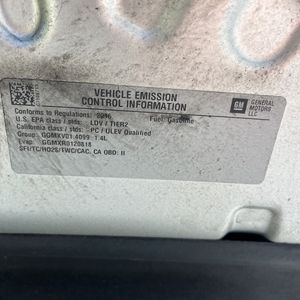 VEHICLE EMISSION
CONTROL INFORMATION
GM
GENERAL
MOTORS
LLC
Conforms to Regulations: 2016 Fuel: Gasoline
U.S. EPA class / stds: LDV / TIER2
California class / stds: PC / ULEV Qualified
Group: GGMXV01.4099 1.4L
Evap: GGMXR0120818
SFI/TC/HO2S/TWC/CAC, CA OBD: II